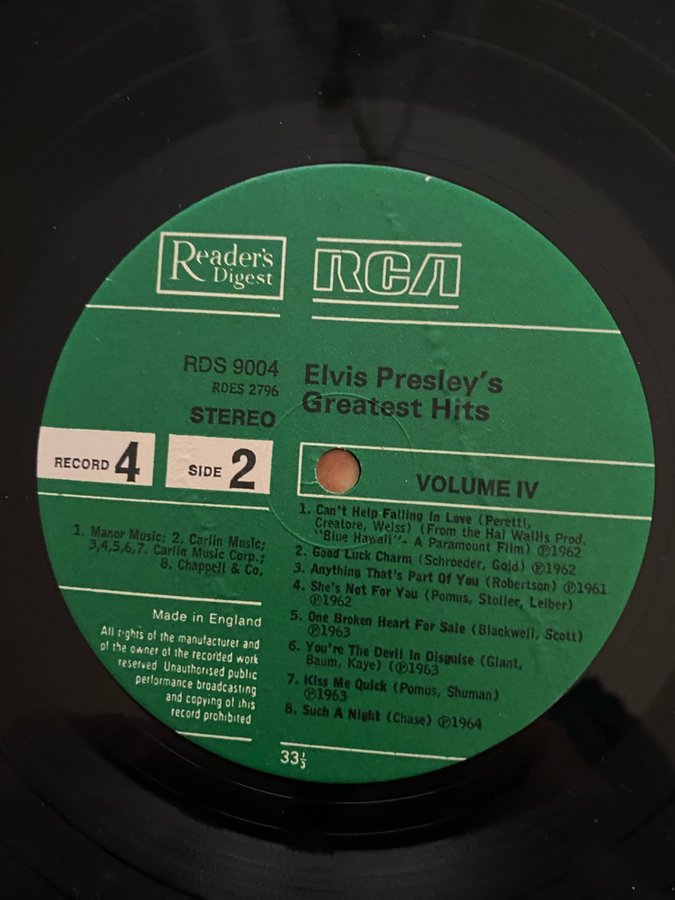 Reader's
Digest
RCA
RDS 9004
RDES 2796
STEREO
Elvis Presley's
Greatest Hits
RECORD 4
SIDE 2
VOLUME IV
1. Can't Help Falling In Love (Peretti,
Creatore, Weiss) (From the Hal Wallis Prod.
"Blue Hawaii"- A Paramount Film) ℗1962
2. Good Luck Charm (Schroeder, Gold) ℗1962
3. Anything That's Part Of You (Robertson) ℗1961
4. She's Not For You (Pomus, Stoller, Leiber)
℗1962
5. One Broken Heart For Sale (Blackwell, Scott)
℗1963
6. You're The Devil In Disguise (Giant,
Baum, Kaye) (℗1963
7. Kiss Me Quick (Pomus, Shuman)
℗1963
8. Such A Night (Chase) ℗1964
1. Manor Music; 2. Carlin Music;
3,4,5,6,7. Carlin Music Corp.;
8. Chappell & Co.
Made in England
All rights of the manufacturer and
of the owner of the recorded work
reserved Unauthorised public
performance broadcasting
and copying of this
record prohibited
33⅓